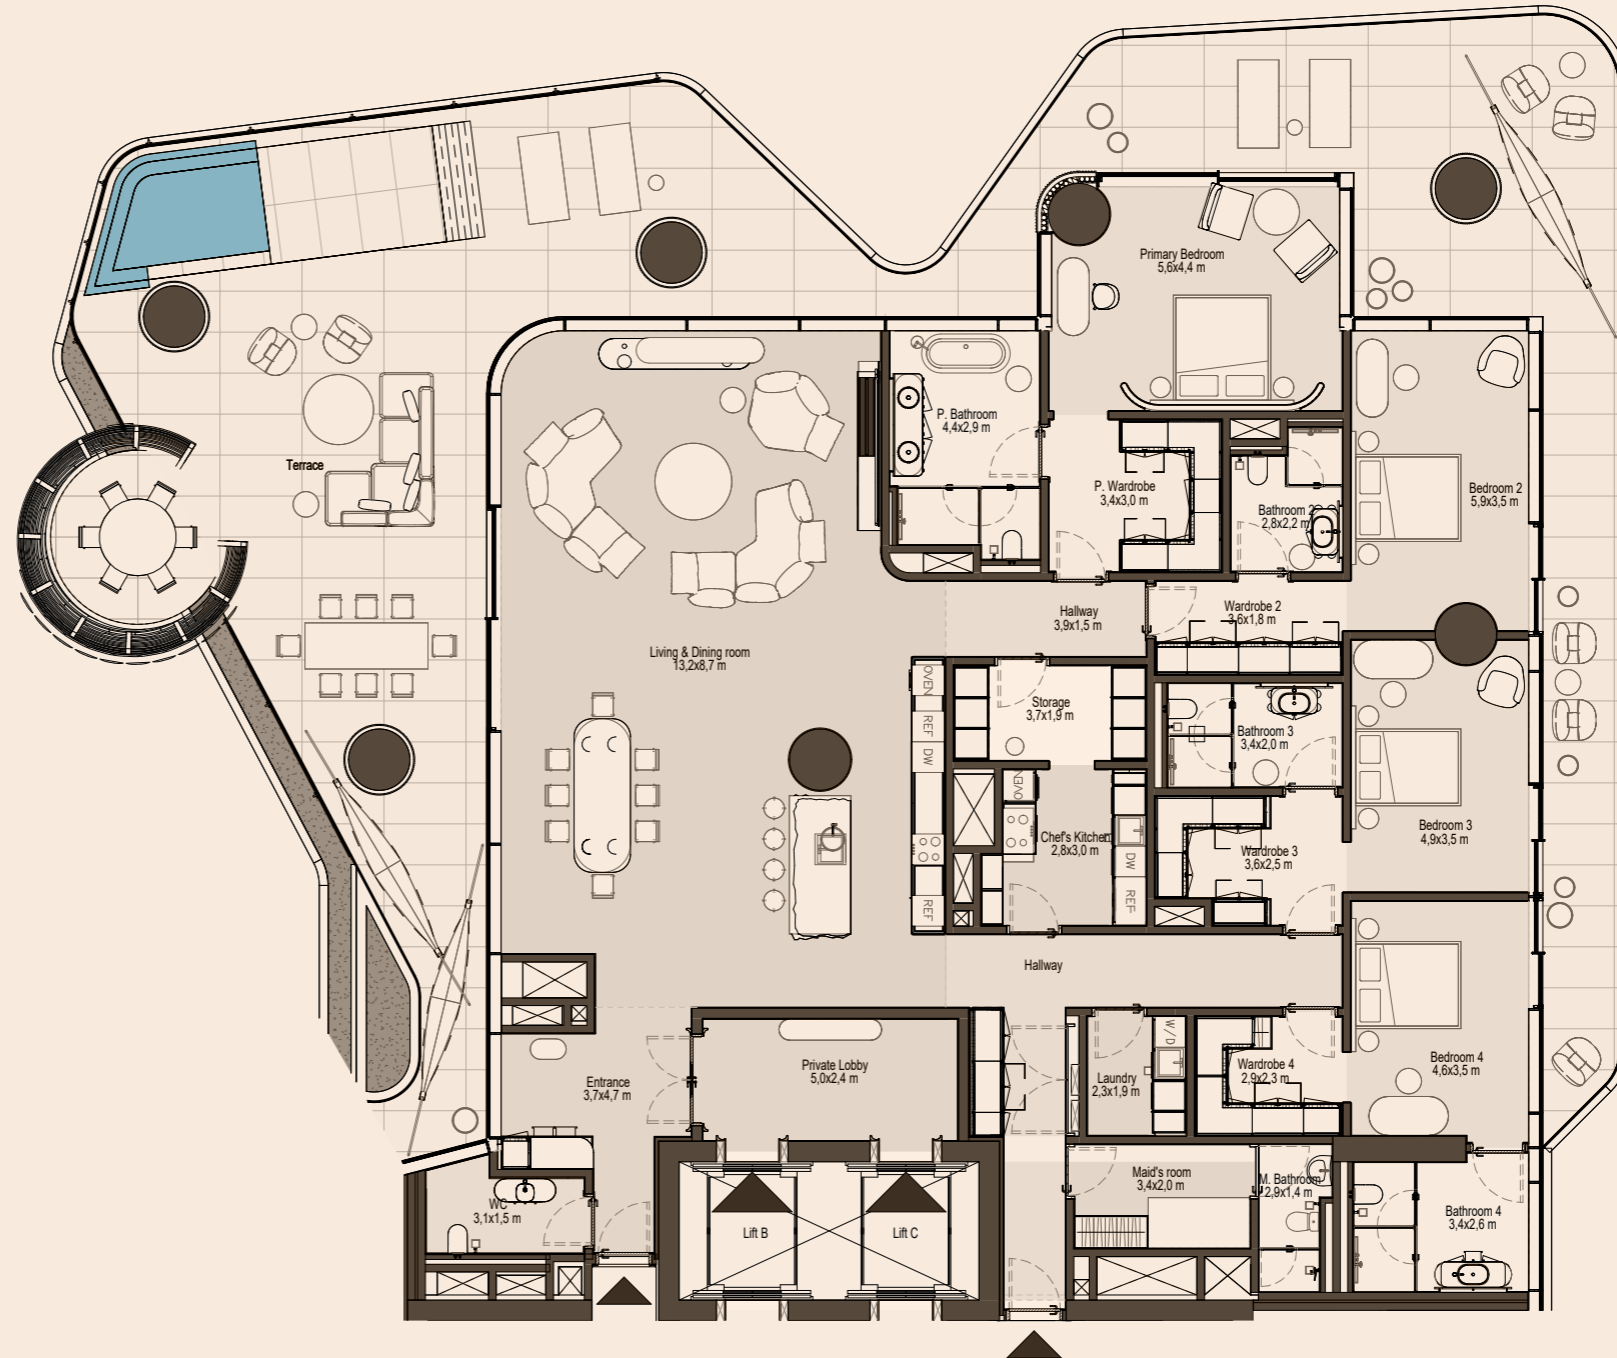 Primary Bedroom
5,6x4,4 m
P. Bathroom
4,4x2,9 m
P. Wardrobe
3,4x3,0 m
Bathroom 2
2,8x2,2 m
Bedroom 2
5,9x3,5 m
Terrace
Hallway
3,9x1,5 m
Wardrobe 2
3,6x1,8 m
Living & Dining room
13,2x8,7 m
OVEN
REF
DW
REF
Storage
3,7x1,9 m
Bathroom 3
3,4x2,0 m
OVEN
Chef's Kitchen
2,8x3,0 m
DW
REF
Wardrobe 3
3,6x2,5 m
Bedroom 3
4,9x3,5 m
Hallway
Private Lobby
5,0x2,4 m
Entrance
3,7x4,7 m
W/D
Laundry
2,3x1,9 m
Wardrobe 4
2,9x2,3 m
Bedroom 4
4,6x3,5 m
WC
3,1x1,5 m
Lift B
Lift C
Maid's room
3,4x2,0 m
M. Bathroom
2,9x1,4 m
Bathroom 4
3,4x2,6 m